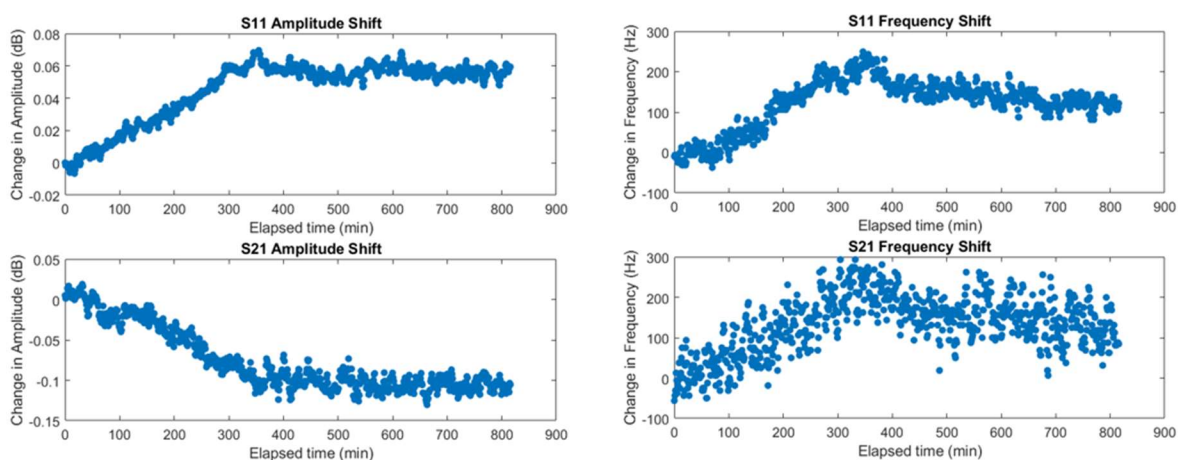 S11 Amplitude Shift
Change in Amplitude (dB)
0.08
0.06
0.04
0.02
0
-0.02
0 100 200 300 400 500 600 700 800 900
Elapsed time (min)
S11 Frequency Shift
Change in Frequency (Hz)
300
200
100
0
-100
0 100 200 300 400 500 600 700 800 900
Elapsed time (min)
S21 Amplitude Shift
Change in Amplitude (dB)
0.05
0
-0.05
-0.1
-0.15
0 100 200 300 400 500 600 700 800 900
Elapsed time (min)
S21 Frequency Shift
Change in Frequency (Hz)
300
200
100
0
-100
0 100 200 300 400 500 600 700 800 900
Elapsed time (min)